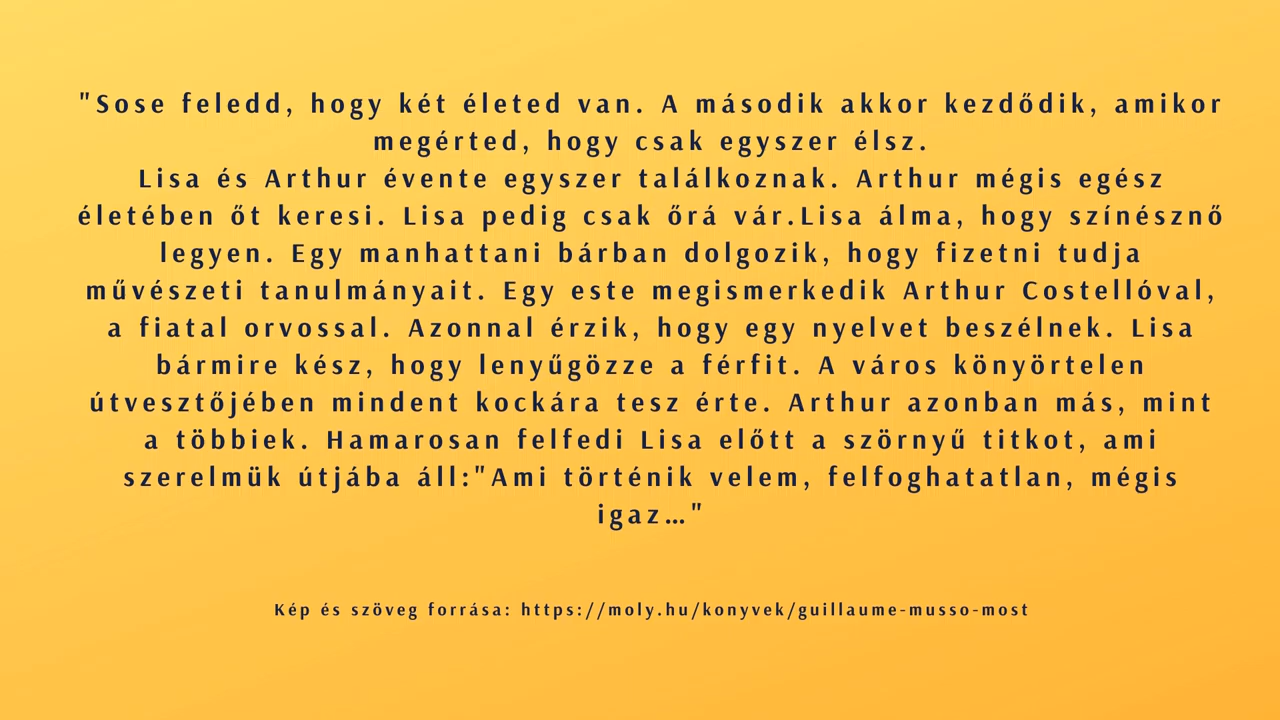 "Sose feledd, hogy két életed van. A második akkor kezdődik, amikor
megérted, hogy csak egyszer élsz.
Lisa és Arthur évente egyszer találkoznak. Arthur mégis egész
életében őt keresi. Lisa pedig csak őrá vár.Lisa álma, hogy színésznő
legyen. Egy manhattani bárban dolgozik, hogy fizetni tudja
művészeti tanulmányait. Egy este megismerkedik Arthur Costellóval,
a fiatal orvossal. Azonnal érzik, hogy egy nyelvet beszélnek. Lisa
bármire kész, hogy lenyűgözze a férfit. A város könyörtelen
útvesztőjében mindent kockára tesz érte. Arthur azonban más, mint
a többiek. Hamarosan felfedi Lisa előtt a szörnyű titkot, ami
szerelmük útjába áll:"Ami történik velem, felfoghatatlan, mégis
igaz…"
Kép és szöveg forrása: https://moly.hu/konyvek/guillaume-musso-most